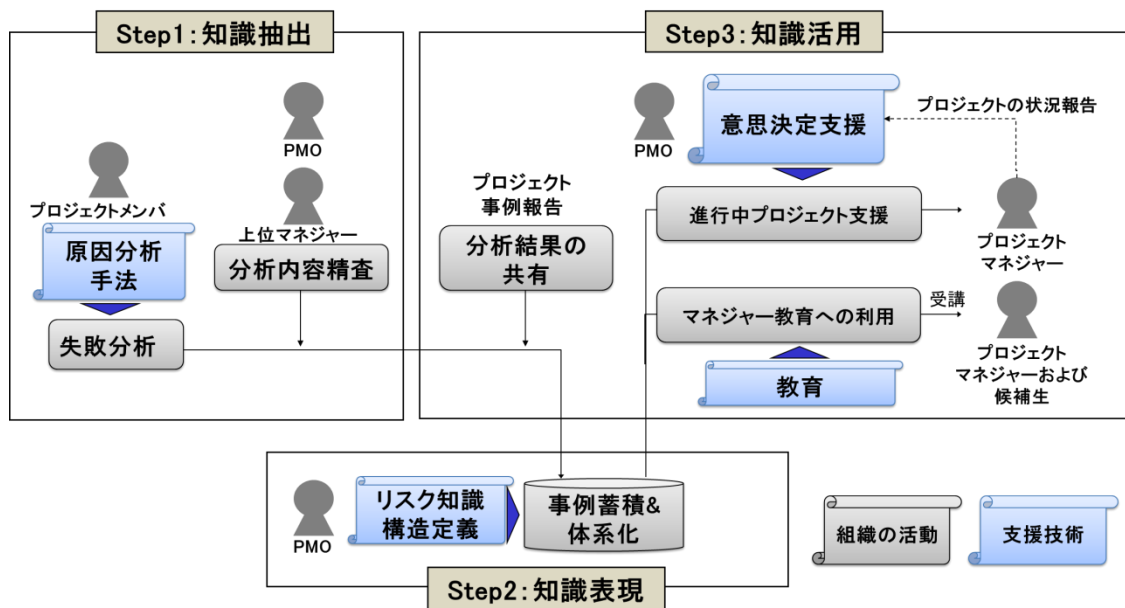 Step1:知識抽出
PMO
プロジェクトメンバ
上位マネジャー
原因分析
手法
分析内容精査
失敗分析
Step3:知識活用
PMO
意思決定支援
プロジェクトの状況報告
プロジェクト
事例報告
分析結果の
共有
進行中プロジェクト支援
プロジェクト
マネジャー
マネジャー教育への利用
受講
教育
プロジェクト
マネジャーおよび
候補生
PMO
リスク知識
構造定義
事例蓄積&
体系化
Step2:知識表現
組織の活動
支援技術